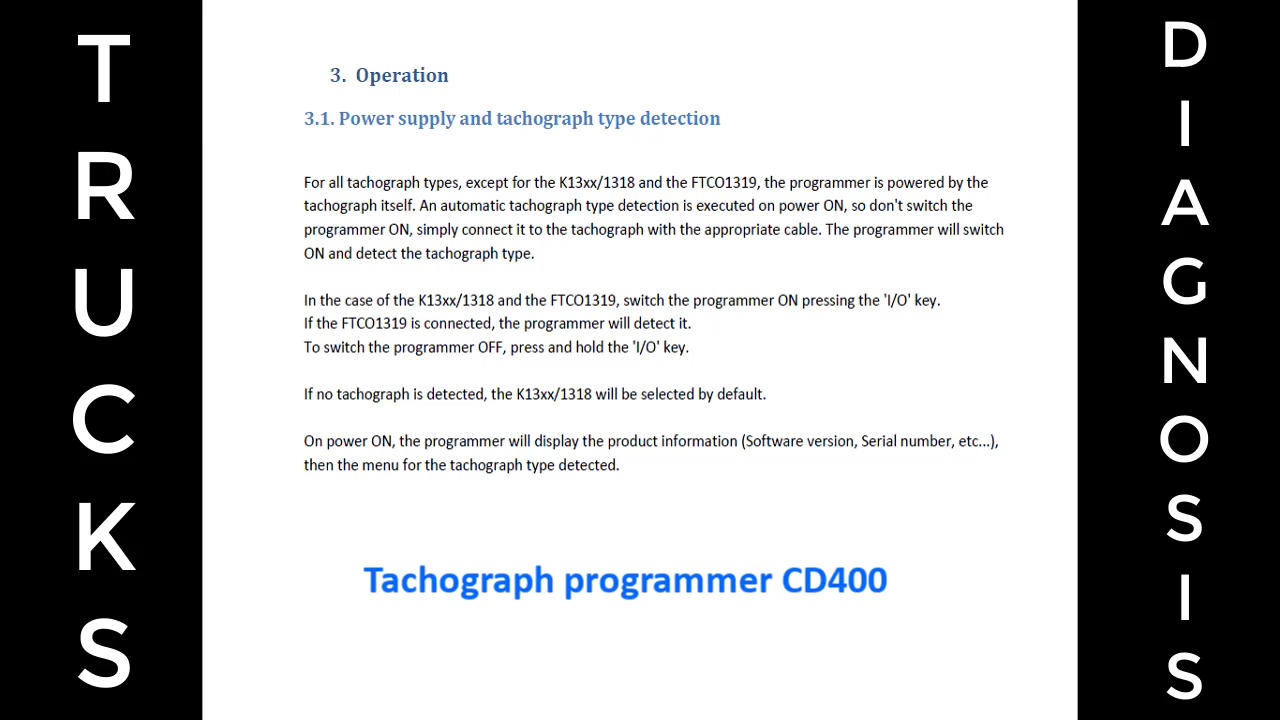 TRUCKS
3. Operation
3.1. Power supply and tachograph type detection
For all tachograph types, except for the K13xx/1318 and the FTCO1319, the programmer is powered by the
tachograph itself. An automatic tachograph type detection is executed on power ON, so don't switch the
programmer ON, simply connect it to the tachograph with the appropriate cable. The programmer will switch
ON and detect the tachograph type.
In the case of the K13xx/1318 and the FTCO1319, switch the programmer ON pressing the 'I/O' key.
If the FTCO1319 is connected, the programmer will detect it.
To switch the programmer OFF, press and hold the 'I/O' key.
If no tachograph is detected, the K13xx/1318 will be selected by default.
On power ON, the programmer will display the product information (Software version, Serial number, etc...),
then the menu for the tachograph type detected.
Tachograph programmer CD400
DIAGNOSIS